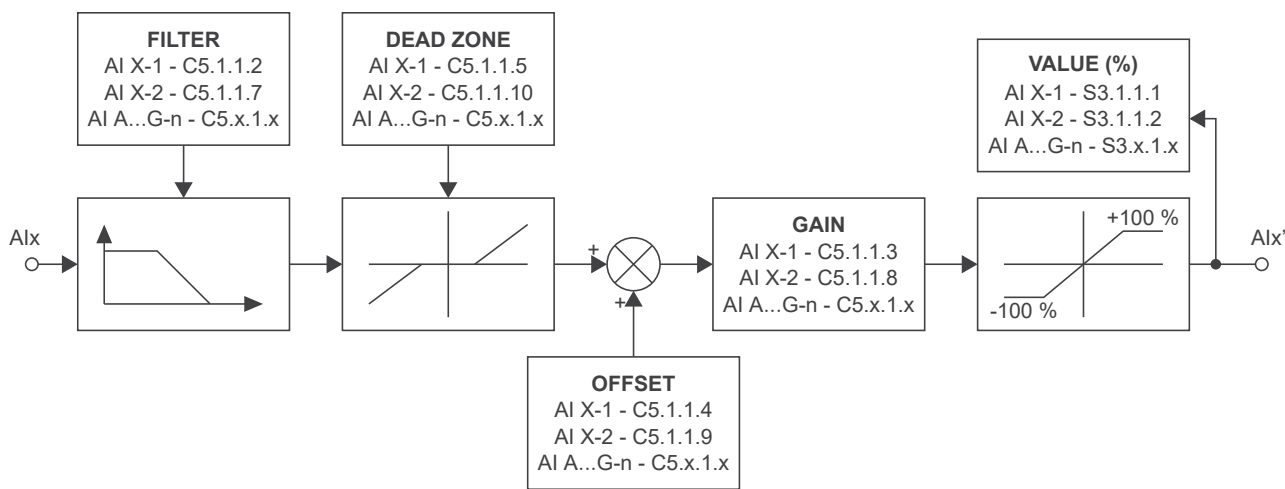 FILTER
AI X-1 - C5.1.1.2
AI X-2 - C5.1.1.7
AI A...G-n - C5.x.1.x
DEAD ZONE
AI X-1 - C5.1.1.5
AI X-2 - C5.1.1.10
AI A...G-n - C5.x.1.x
VALUE (%)
AI X-1 - S3.1.1.1
AI X-2 - S3.1.1.2
AI A...G-n - S3.x.1.x
AIx
+
+
GAIN
AI X-1 - C5.1.1.3
AI X-2 - C5.1.1.8
AI A...G-n - C5.x.1.x
+100 %
-100 %
AIx'
OFFSET
AI X-1 - C5.1.1.4
AI X-2 - C5.1.1.9
AI A...G-n - C5.x.1.x